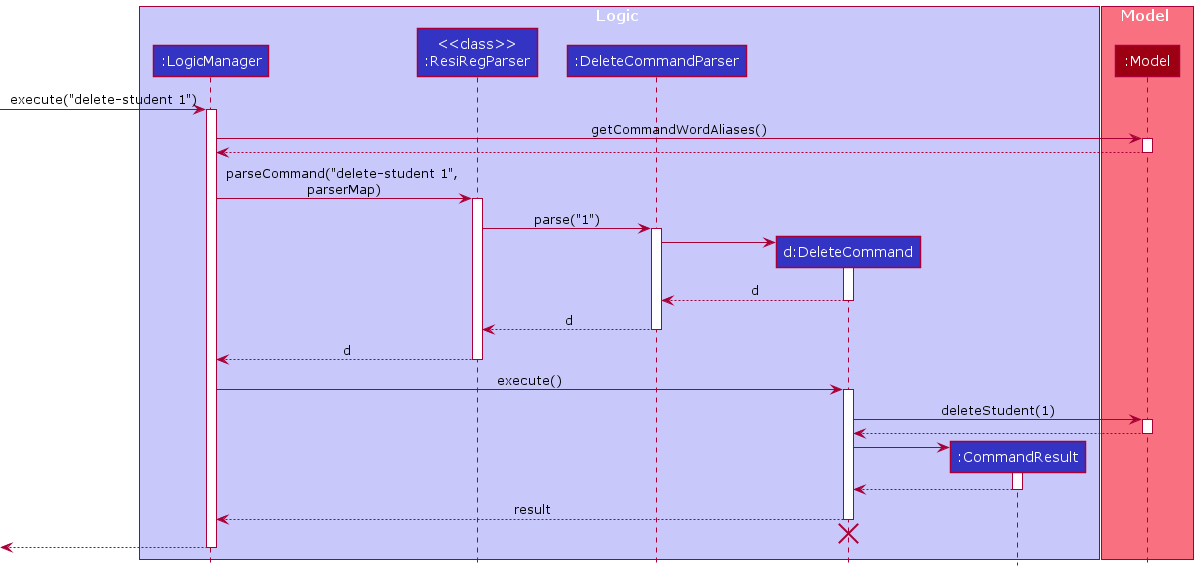 Logic
Model
<<class>>
:LogicManager
:ResiRegParser
:DeleteCommandParser
:Model
execute("delete-student 1")
getCommandWordAliases()
parseCommand("delete-student 1",
parserMap)
parse("1")
d:DeleteCommand
d
d
d
execute()
deleteStudent(1)
:CommandResult
result